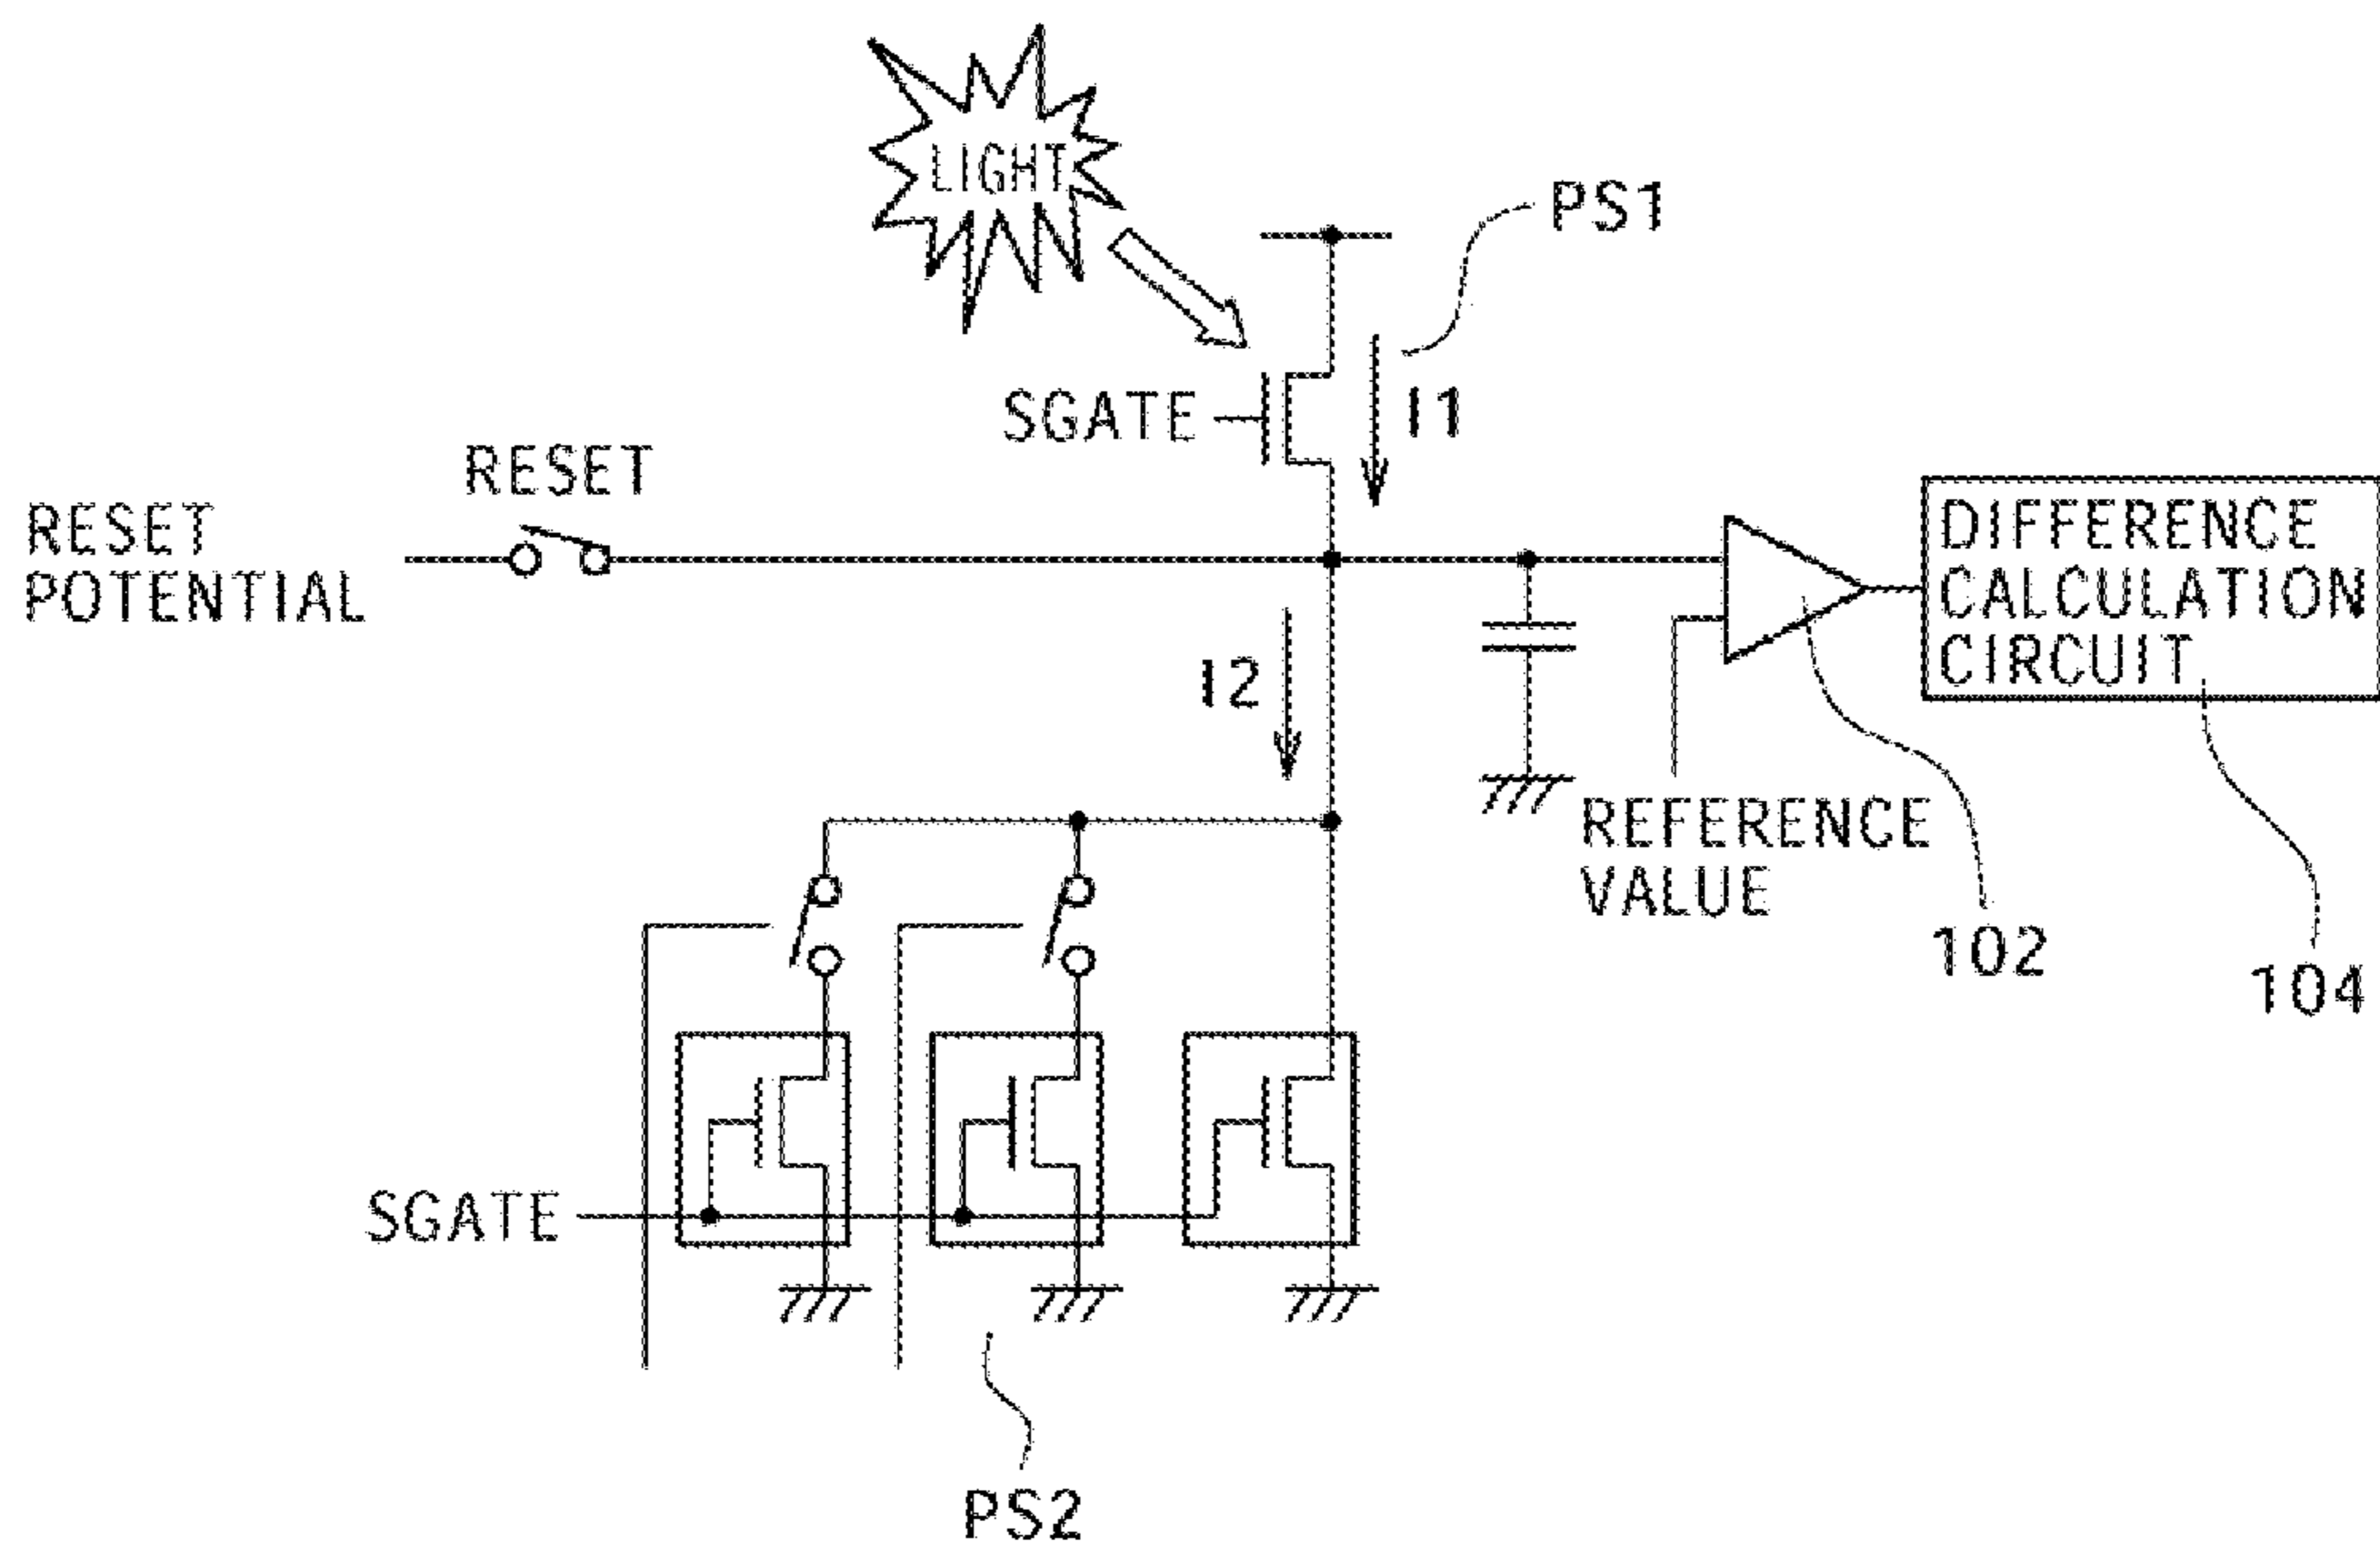 LIGHT
PS1
SGATE
I1
RESET
RESET
POTENTIAL
DIFFERENCE
CALCULATION
CIRCUIT
I2
REFERENCE
VALUE
102
104
SGATE
PS2